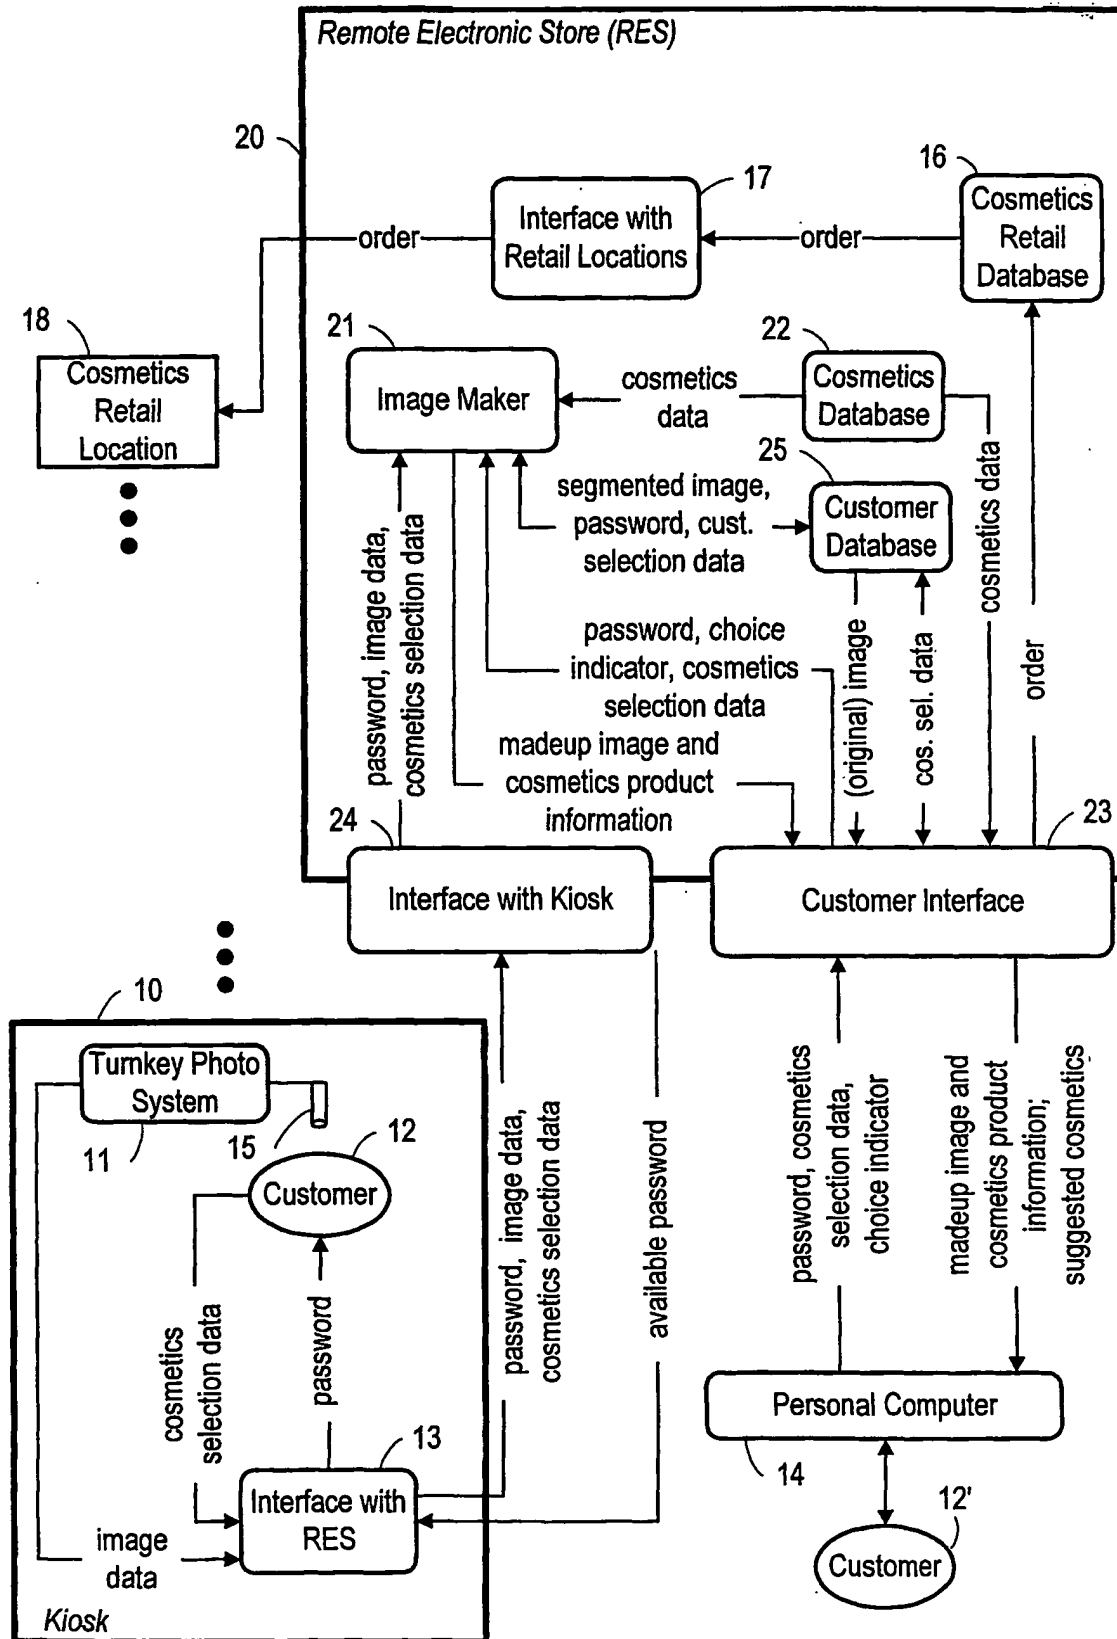 Remote Electronic Store (RES)
20
16
17
Cosmetics
Retail
Database
Interface with
Retail Locations
order
order
18
Cosmetics
Retail
Location
21
Image Maker
22
Cosmetics
Database
cosmetics
data
25
Customer
Database
segmented image,
password, cust.
selection data
cosmetics data
order
password, image data,
cosmetics selection data
password, choice
indicator, cosmetics
selection data
(original) image
cos. sel. data
madeup image and
cosmetics product
information
24
23
Interface with Kiosk
Customer Interface
10
Turnkey Photo
System
11
15
12
Customer
cosmetics
selection data
password
password, image data,
cosmetics selection data
available password
password, cosmetics
selection data,
choice indicator
madeup image and
cosmetics product
information;
suggested cosmetics
13
Interface with
RES
image
data
Kiosk
Personal Computer
14
12'
Customer